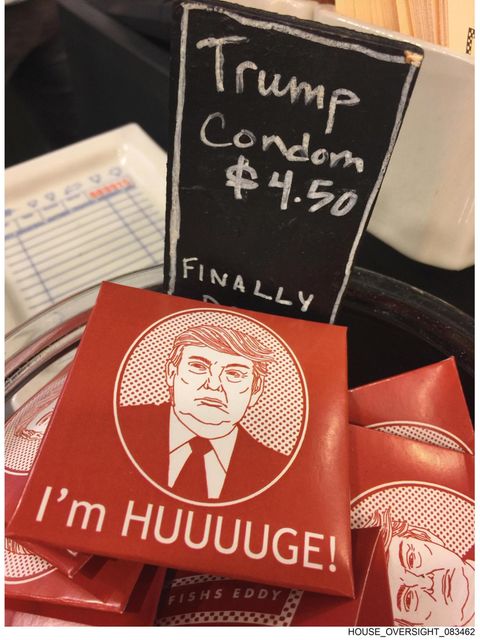 Trump
Condom
$4.50
FINALLY
I'm HUUUUGE!
FISHS EDDY
HOUSE_OVERSIGHT_083462